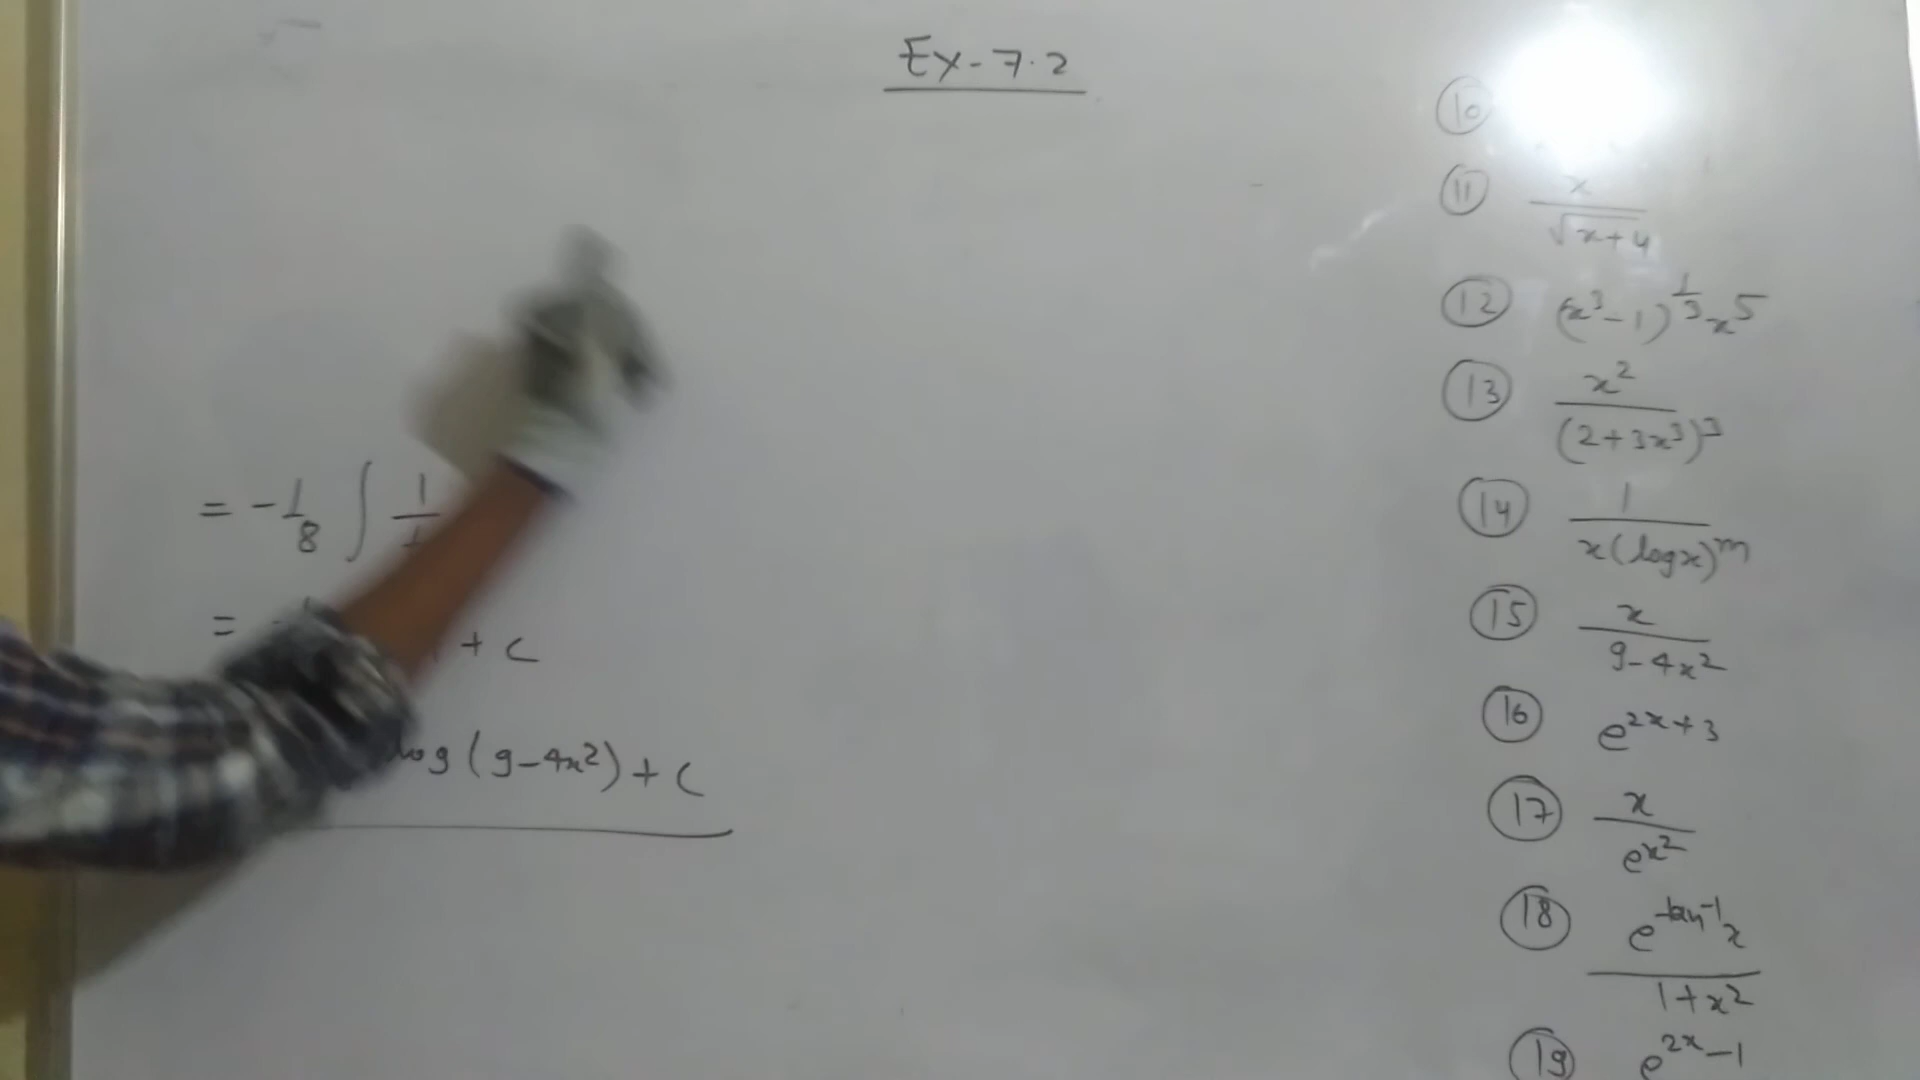 Ex-7.2
= -1/8 ∫ 1/t
= + c
log (9-4x²) + c
(10)
(11) x/√(x+4)
(12) (x³-1)^(1/3) x⁵
(13) x²/(2+3x³)³
(14) 1/(x(logx)^m)
(15) x/(9-4x²)
(16) e^(2x+3)
(17) x/e^(x²)
(18) e^(tan⁻¹x)/(1+x²)
(19) e^(2x)-1